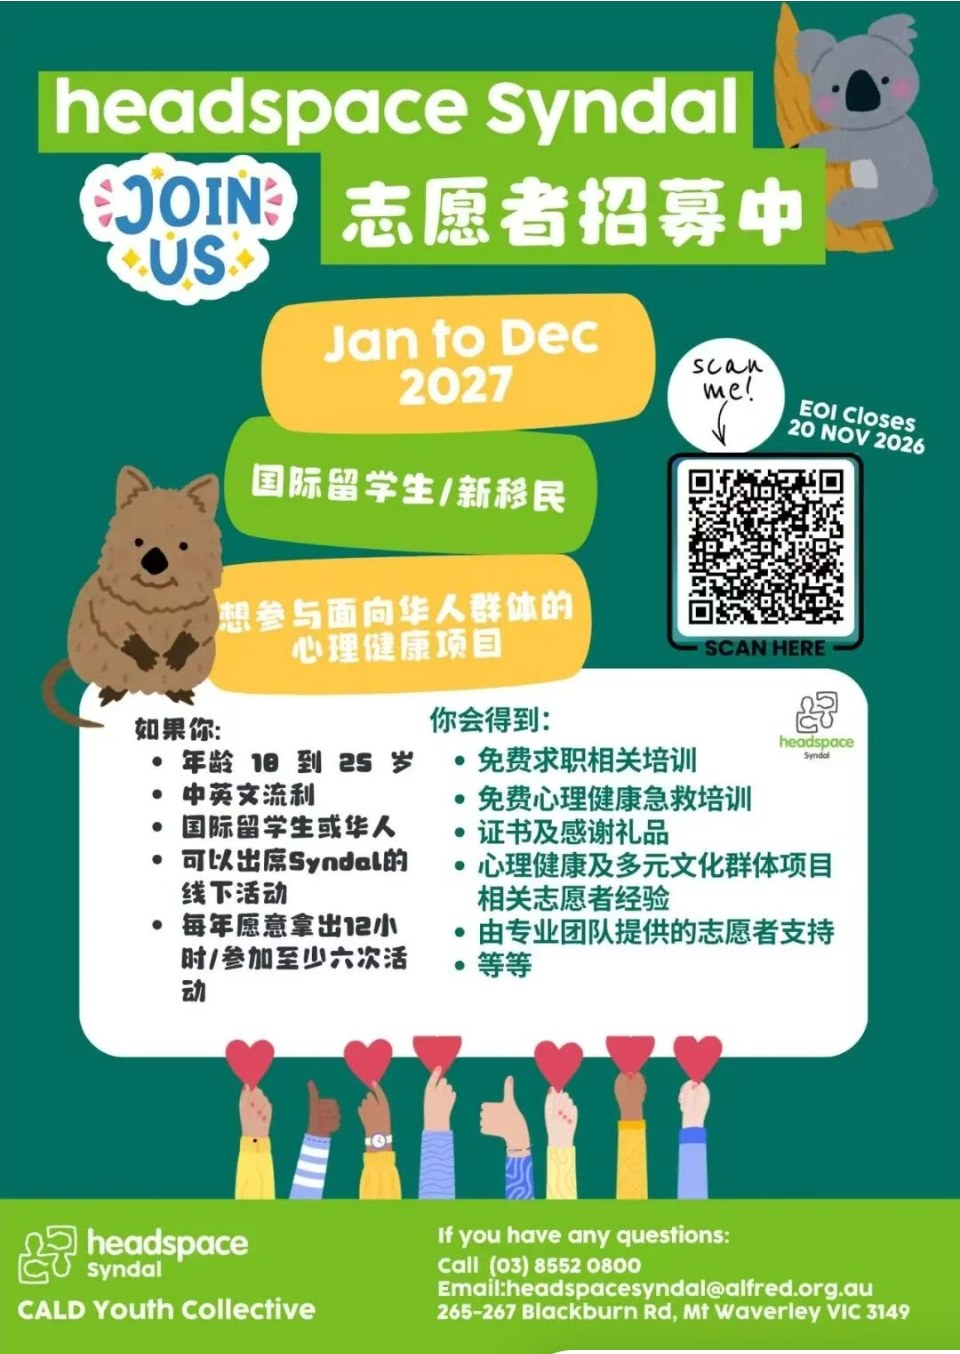 headspace Syndal
JOIN
US
志愿者招募中
Jan to Dec
2027
scan
me!
EOI Closes
20 NOV 2026
国际留学生/新移民
SCAN HERE
想参与面向华人群体的
心理健康项目
如果你:
年龄 18 到 25 岁
中英文流利
国际留学生或华人
可以出席Syndal的
线下活动
每年愿意拿出12小
时/参加至少六次活
动
你会得到：
免费求职相关培训
免费心理健康急救培训
证书及感谢礼品
心理健康及多元文化群体项目
相关志愿者经验
由专业团队提供的志愿者支持
等等
headspace
Syndal
headspace
Syndal
CALD Youth Collective
If you have any questions:
Call (03) 8552 0800
Email:headspacesyndal@alfred.org.au
265-267 Blackburn Rd, Mt Waverley VIC 3149